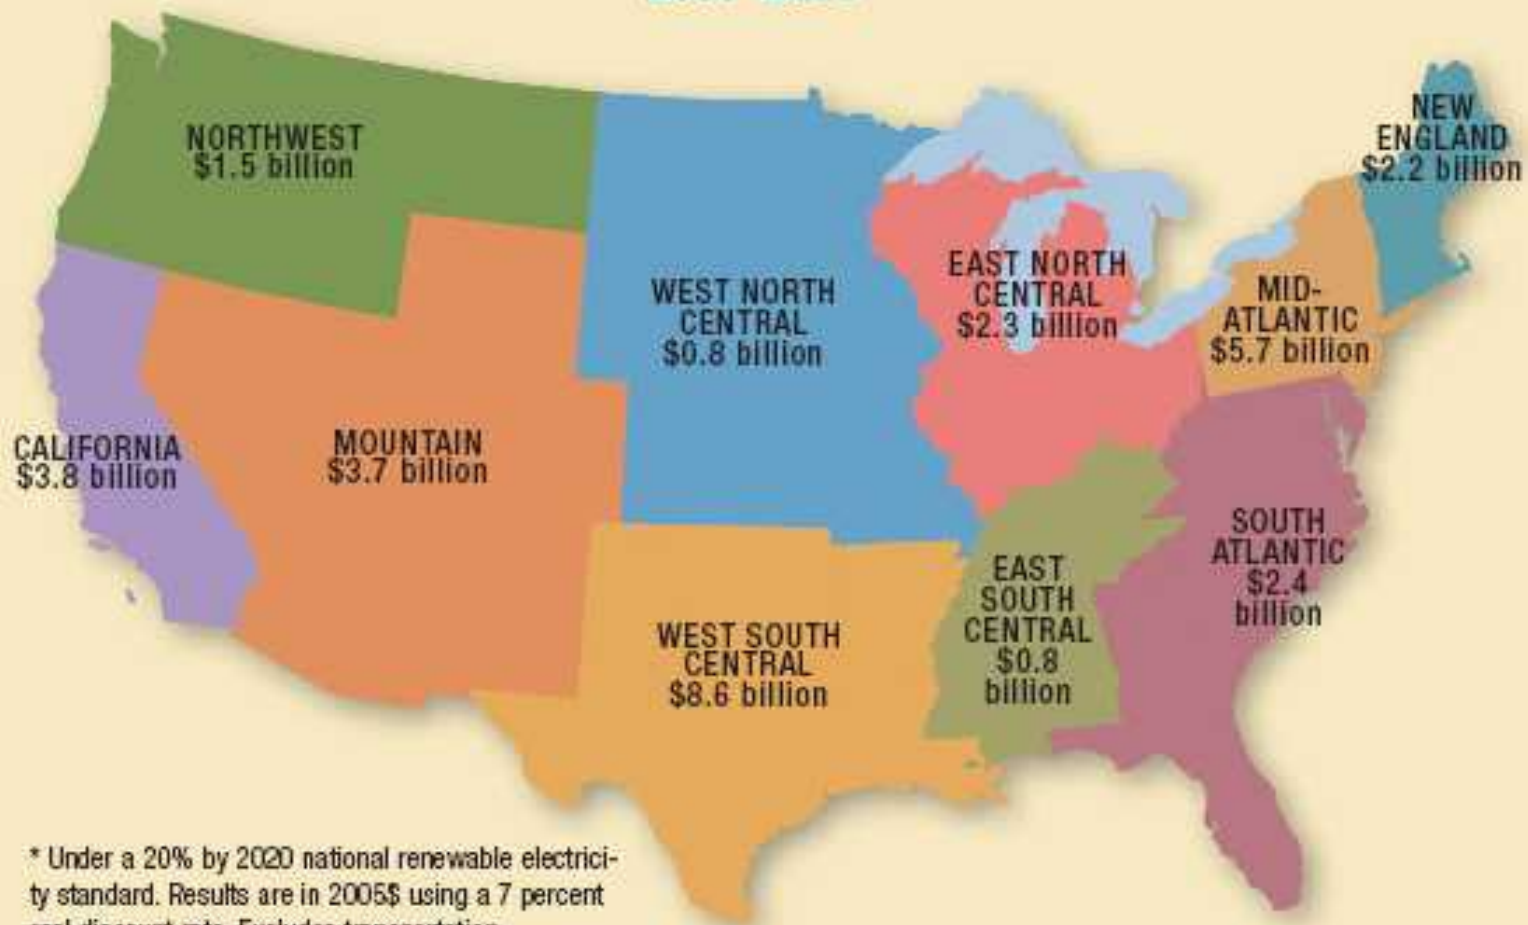 NORTHWEST
$1.5 billion
NEW
ENGLAND
$2.2 billion
WEST NORTH
CENTRAL
$0.8 billion
EAST NORTH
CENTRAL
$2.3 billion
MID-
ATLANTIC
$5.7 billion
CALIFORNIA
$3.8 billion
MOUNTAIN
$3.7 billion
SOUTH
ATLANTIC
$2.4
billion
EAST
SOUTH
CENTRAL
$0.8
billion
WEST SOUTH
CENTRAL
$8.6 billion
* Under a 20% by 2020 national renewable electrici-
ty standard. Results are in 2005$ using a 7 percent